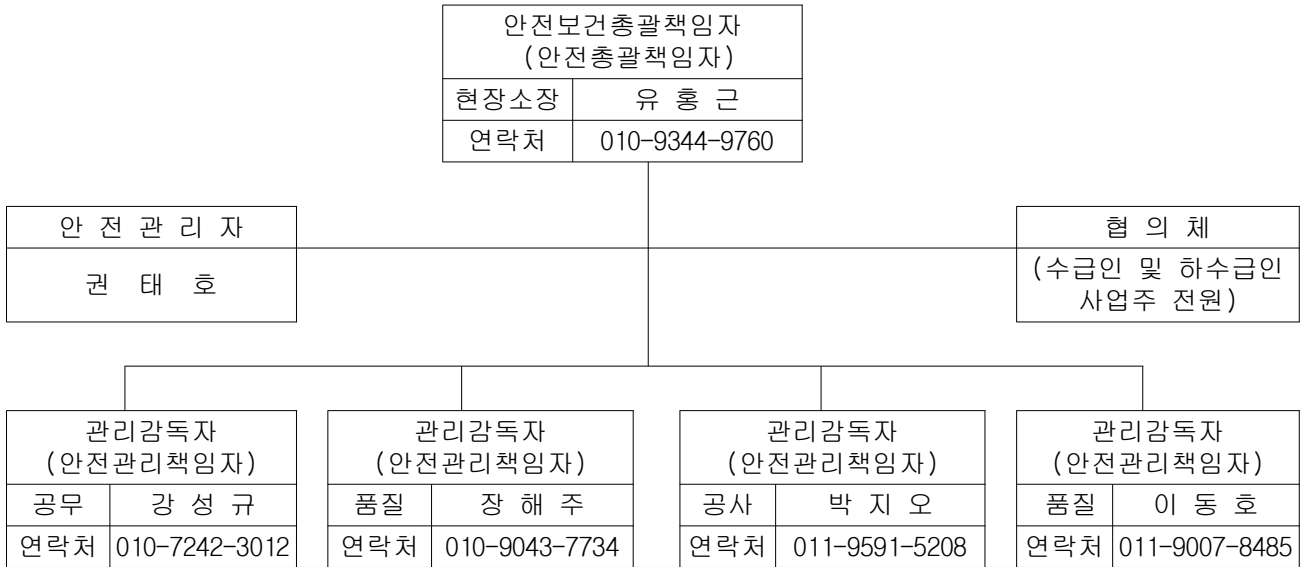 안전보건총괄책임자
(안전총괄책임자)
현장소장 유 홍 근
연락처 010-9344-9760
안 전 관 리 자
권 태 호
협 의 체
(수급인 및 하수급인
사업주 전원)
관리감독자
(안전관리책임자)
공무 강 성 규
연락처 010-7242-3012
관리감독자
(안전관리책임자)
품질 장 해 주
연락처 010-9043-7734
관리감독자
(안전관리책임자)
공사 박 지 오
연락처 011-9591-5208
관리감독자
(안전관리책임자)
품질 이 동 호
연락처 011-9007-8485